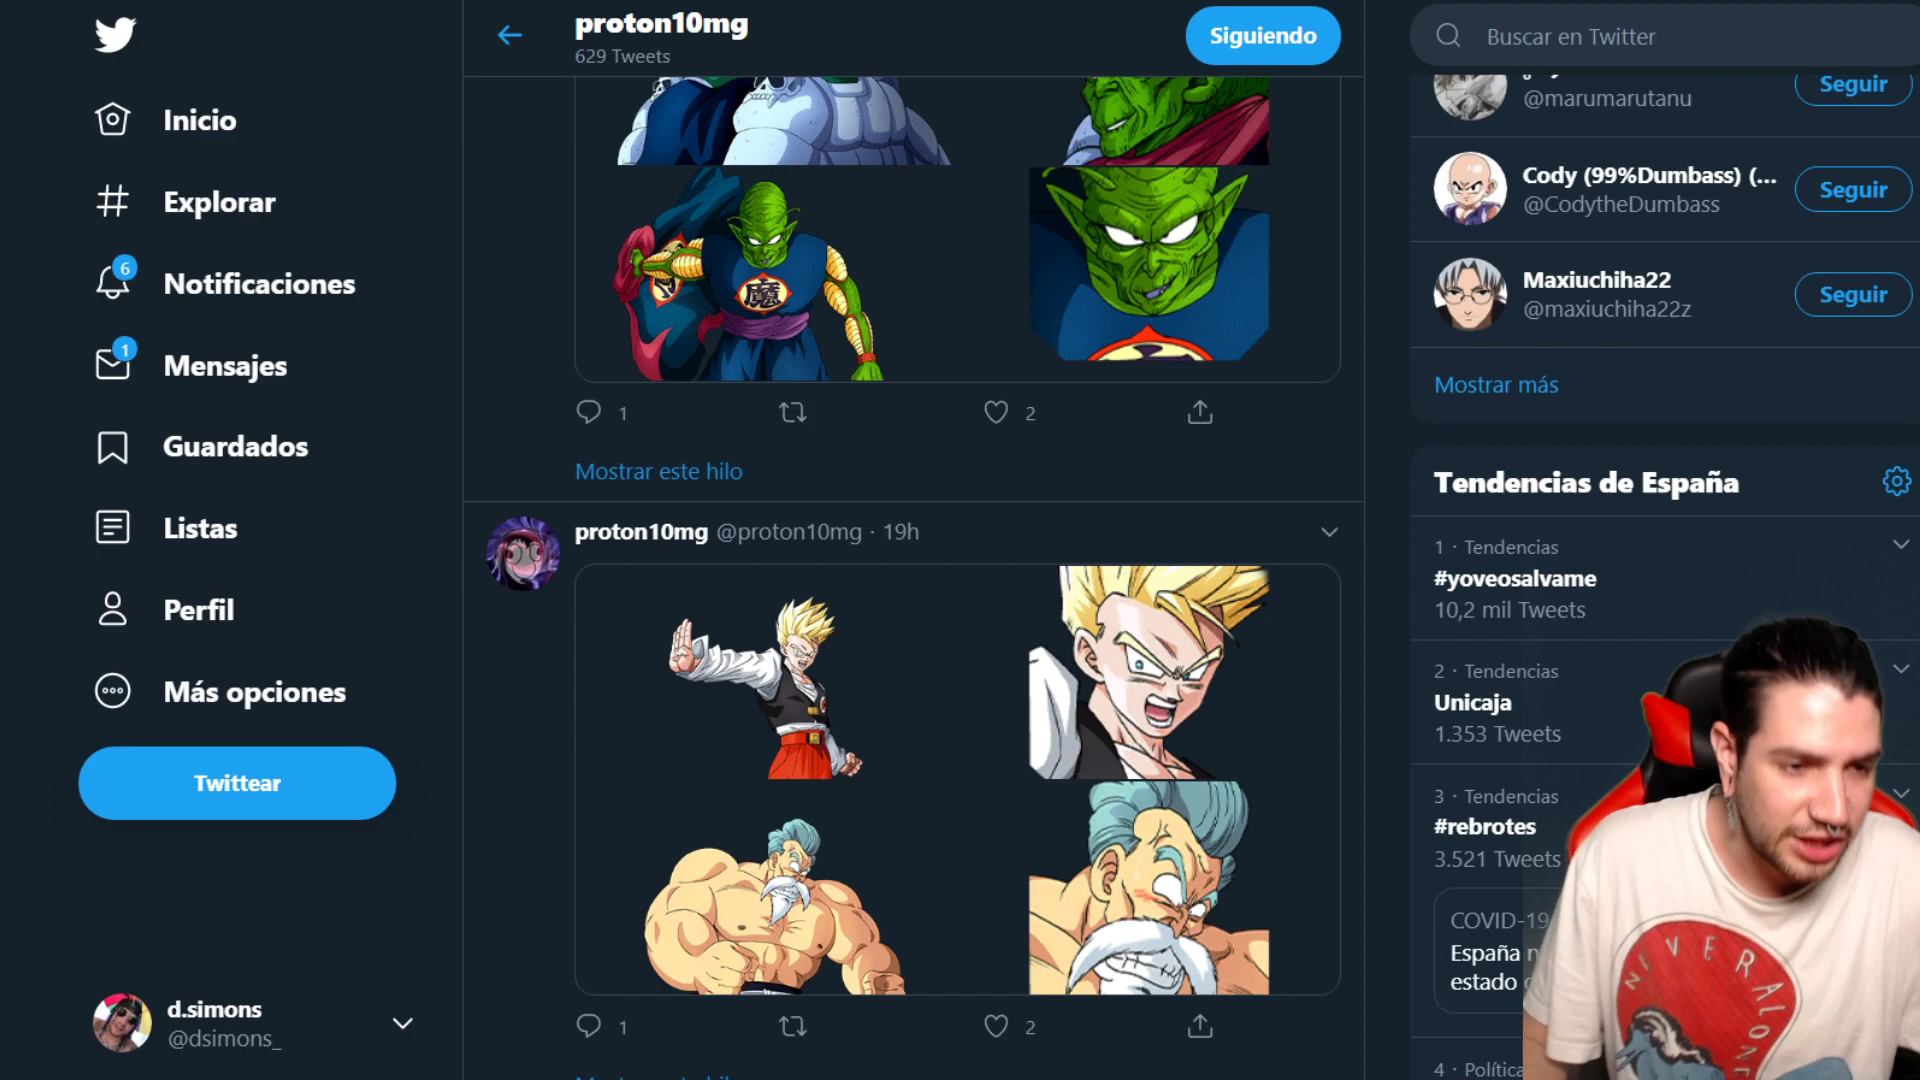 Inicio
Explorar
6
Notificaciones
1
Mensajes
Guardados
Listas
Perfil
Más opciones
Twittear
d.simons
@dsimons_
proton10mg
629 Tweets
Siguiendo
魔
1
2
Mostrar este hilo
proton10mg @proton10mg · 19h
1
2
Buscar en Twitter
@marumarutanu
Seguir
Cody (99%Dumbass) (...
@CodytheDumbass
Seguir
Maxiuchiha22
@maxiuchiha22z
Seguir
Mostrar más
Tendencias de España
1 · Tendencias
#yoveosalvame
10,2 mil Tweets
2 · Tendencias
Unicaja
1.353 Tweets
3 · Tendencias
#rebrotes
3.521 Tweets
COVID-19
España
estado
4 · Política